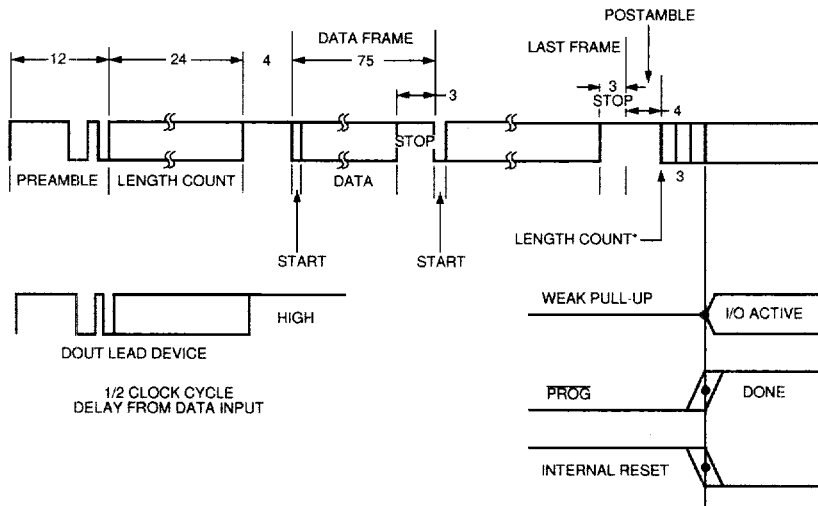 POSTAMBLE
DATA FRAME
LAST FRAME
12
24
4
75
3
3
STOP
4
STOP
PREAMBLE
LENGTH COUNT
DATA
3
START
START
LENGTH COUNT*
WEAK PULL-UP
I/O ACTIVE
HIGH
DOUT LEAD DEVICE
1/2 CLOCK CYCLE
DELAY FROM DATA INPUT
PROG
DONE
INTERNAL RESET